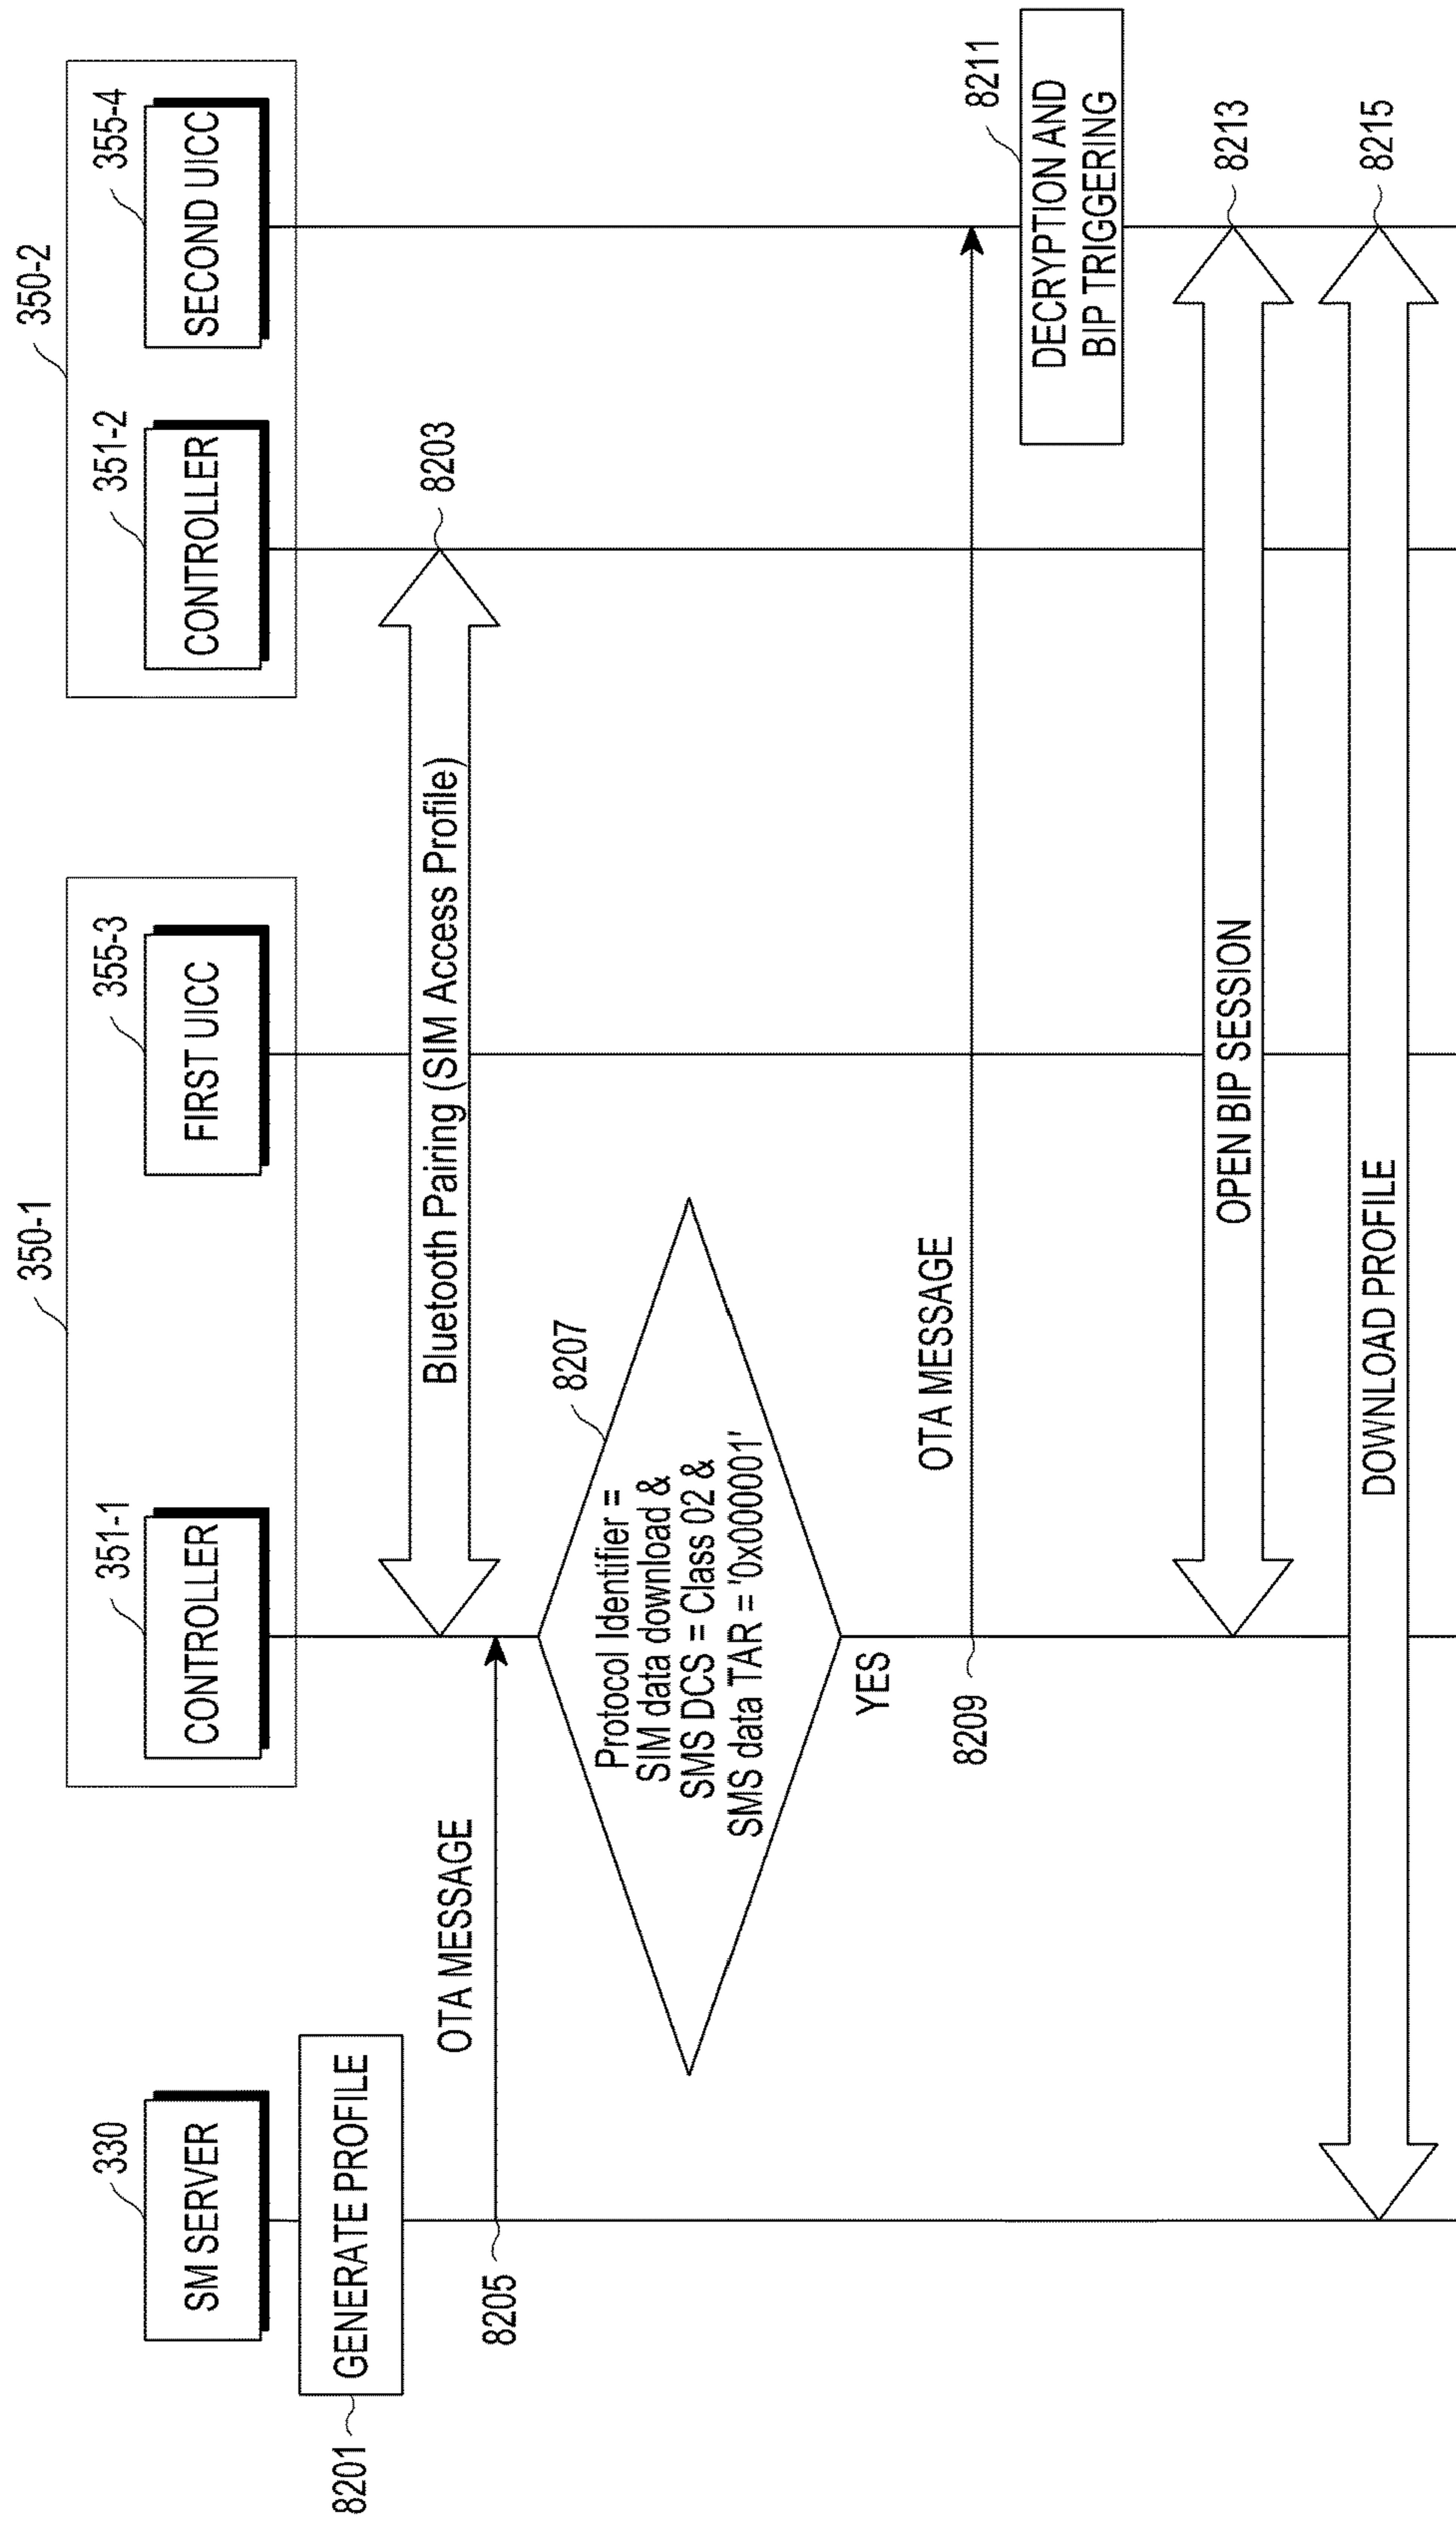 350-1
350-2
330
351-1
355-3
351-2
355-4
SM SERVER
CONTROLLER
FIRST UICC
CONTROLLER
SECOND UICC
8201
GENERATE PROFILE
Bluetooth Pairing (SIM Access Profile)
8203
OTA MESSAGE
8205
8207
Protocol Identifier =
SIM data download &
SMS DCS = Class 02 &
SMS data TAR = '0x000001'
YES
OTA MESSAGE
8209
8211
DECRYPTION AND
BIP TRIGGERING
OPEN BIP SESSION
8213
DOWNLOAD PROFILE
8215